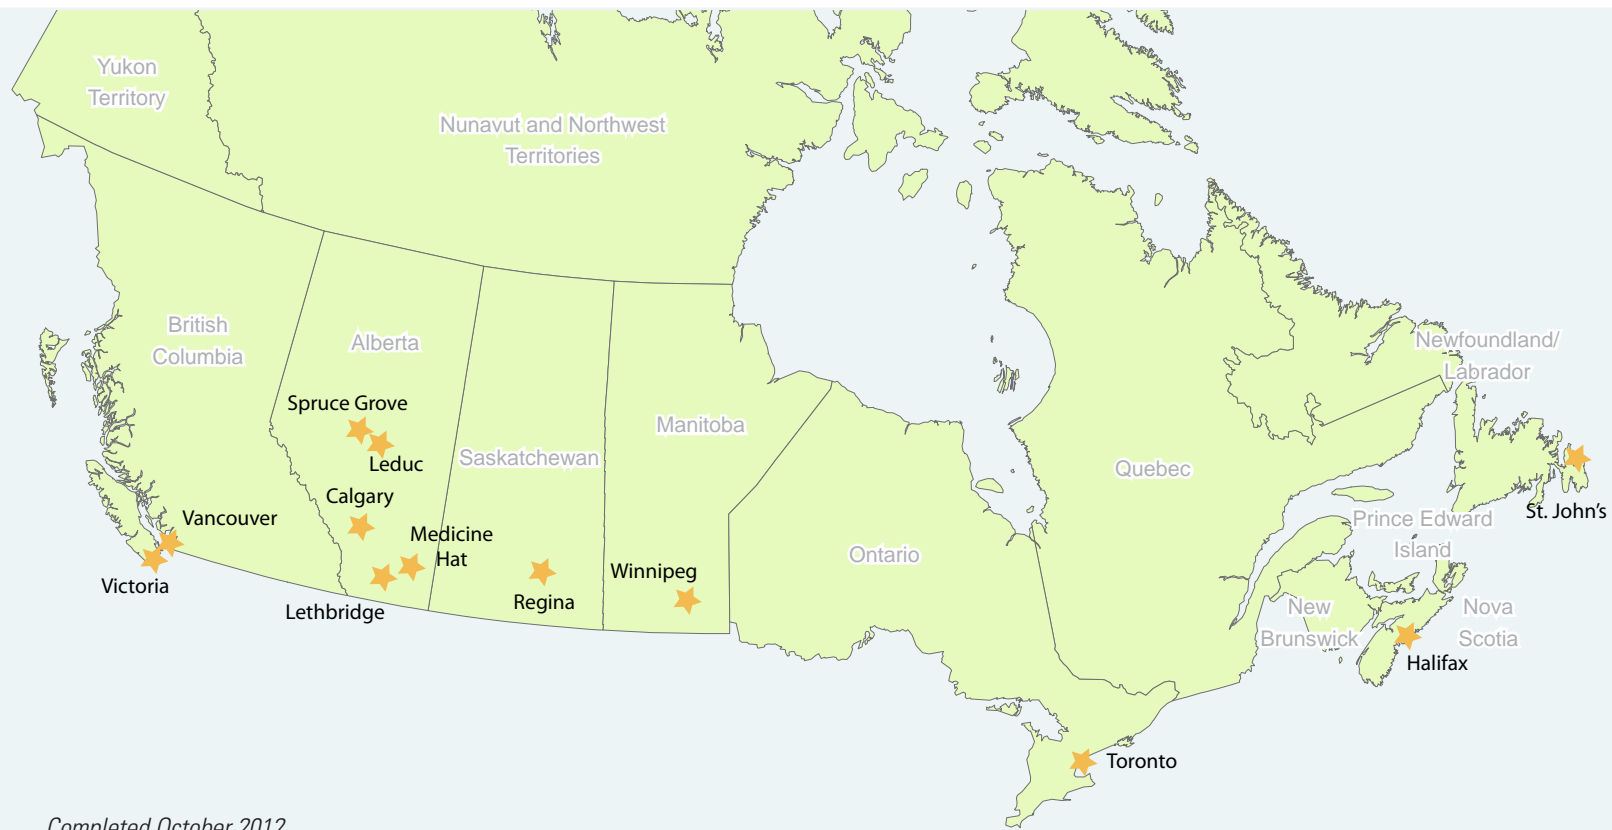 Yukon
Territory
Nunavut and Northwest
Territories
British
Columbia
Alberta
Newfoundland/
Labrador
Spruce Grove
Manitoba
Saskatchewan
Leduc
Quebec
Calgary
Vancouver
Medicine
Hat
Prince Edward
Island
St. John's
Ontario
Victoria
Winnipeg
Lethbridge
Regina
New
Brunswick
Nova
Scotia
Halifax
Toronto
Completed October 2012